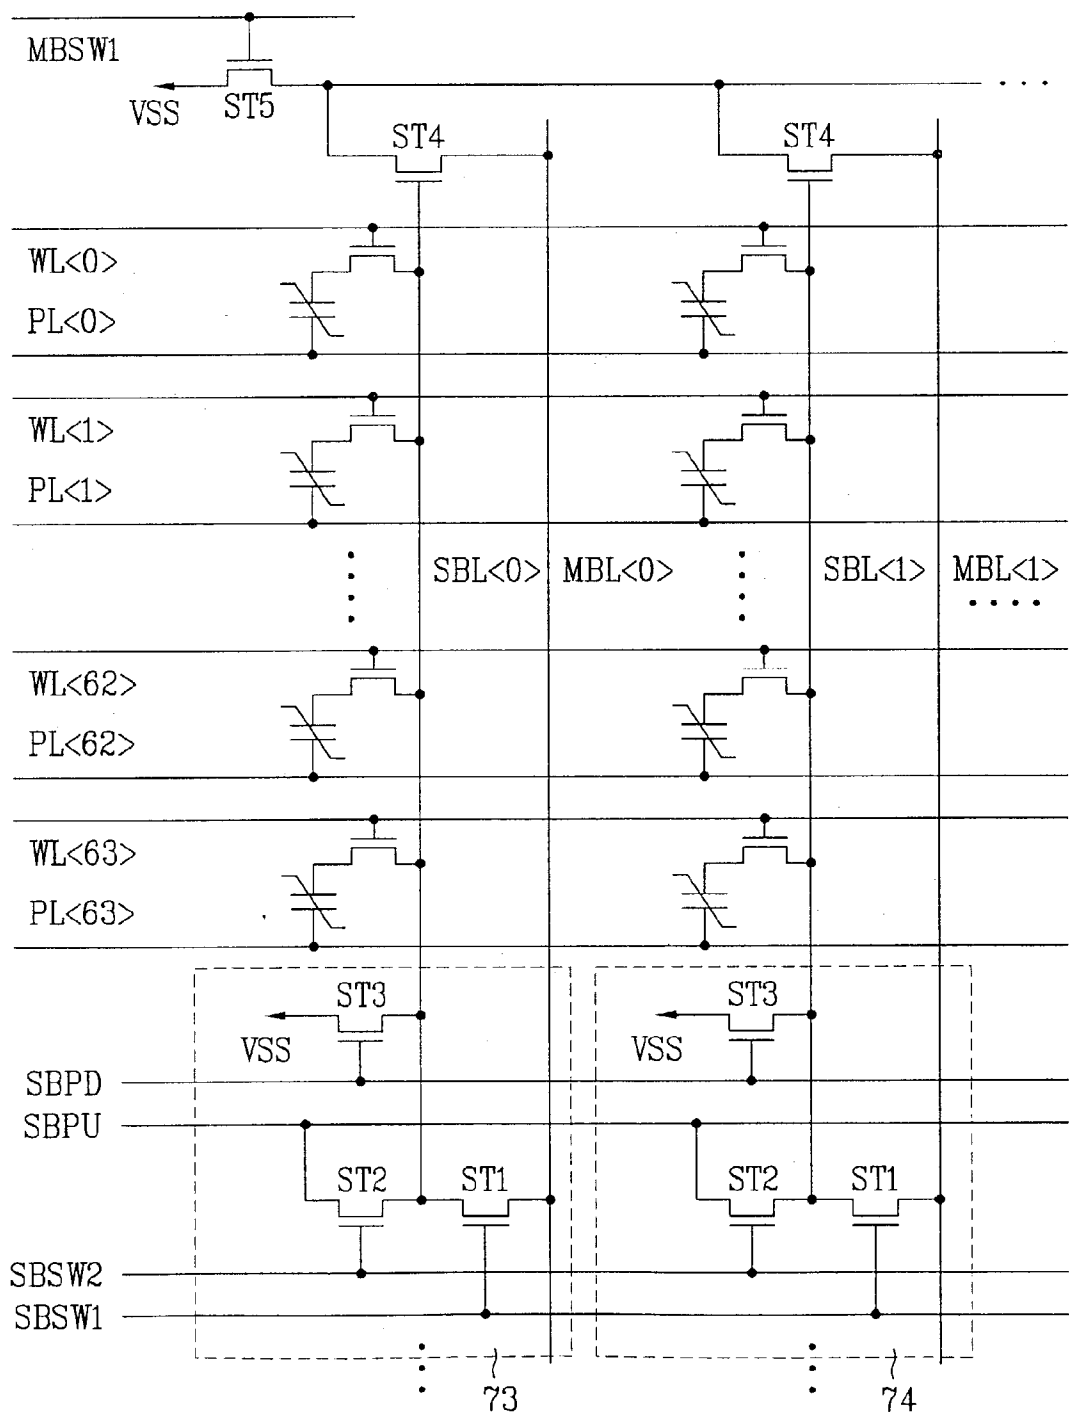 MBSW1
VSS
ST5
ST4
ST4
WL<0>
PL<0>
WL<1>
PL<1>
SBL<0> MBL<0> SBL<1> MBL<1>
WL<62>
PL<62>
WL<63>
PL<63>
ST3 ST3
VSS VSS
SBPD
SBPU
ST2 ST1 ST2 ST1
SBSW2
SBSW1
73 74